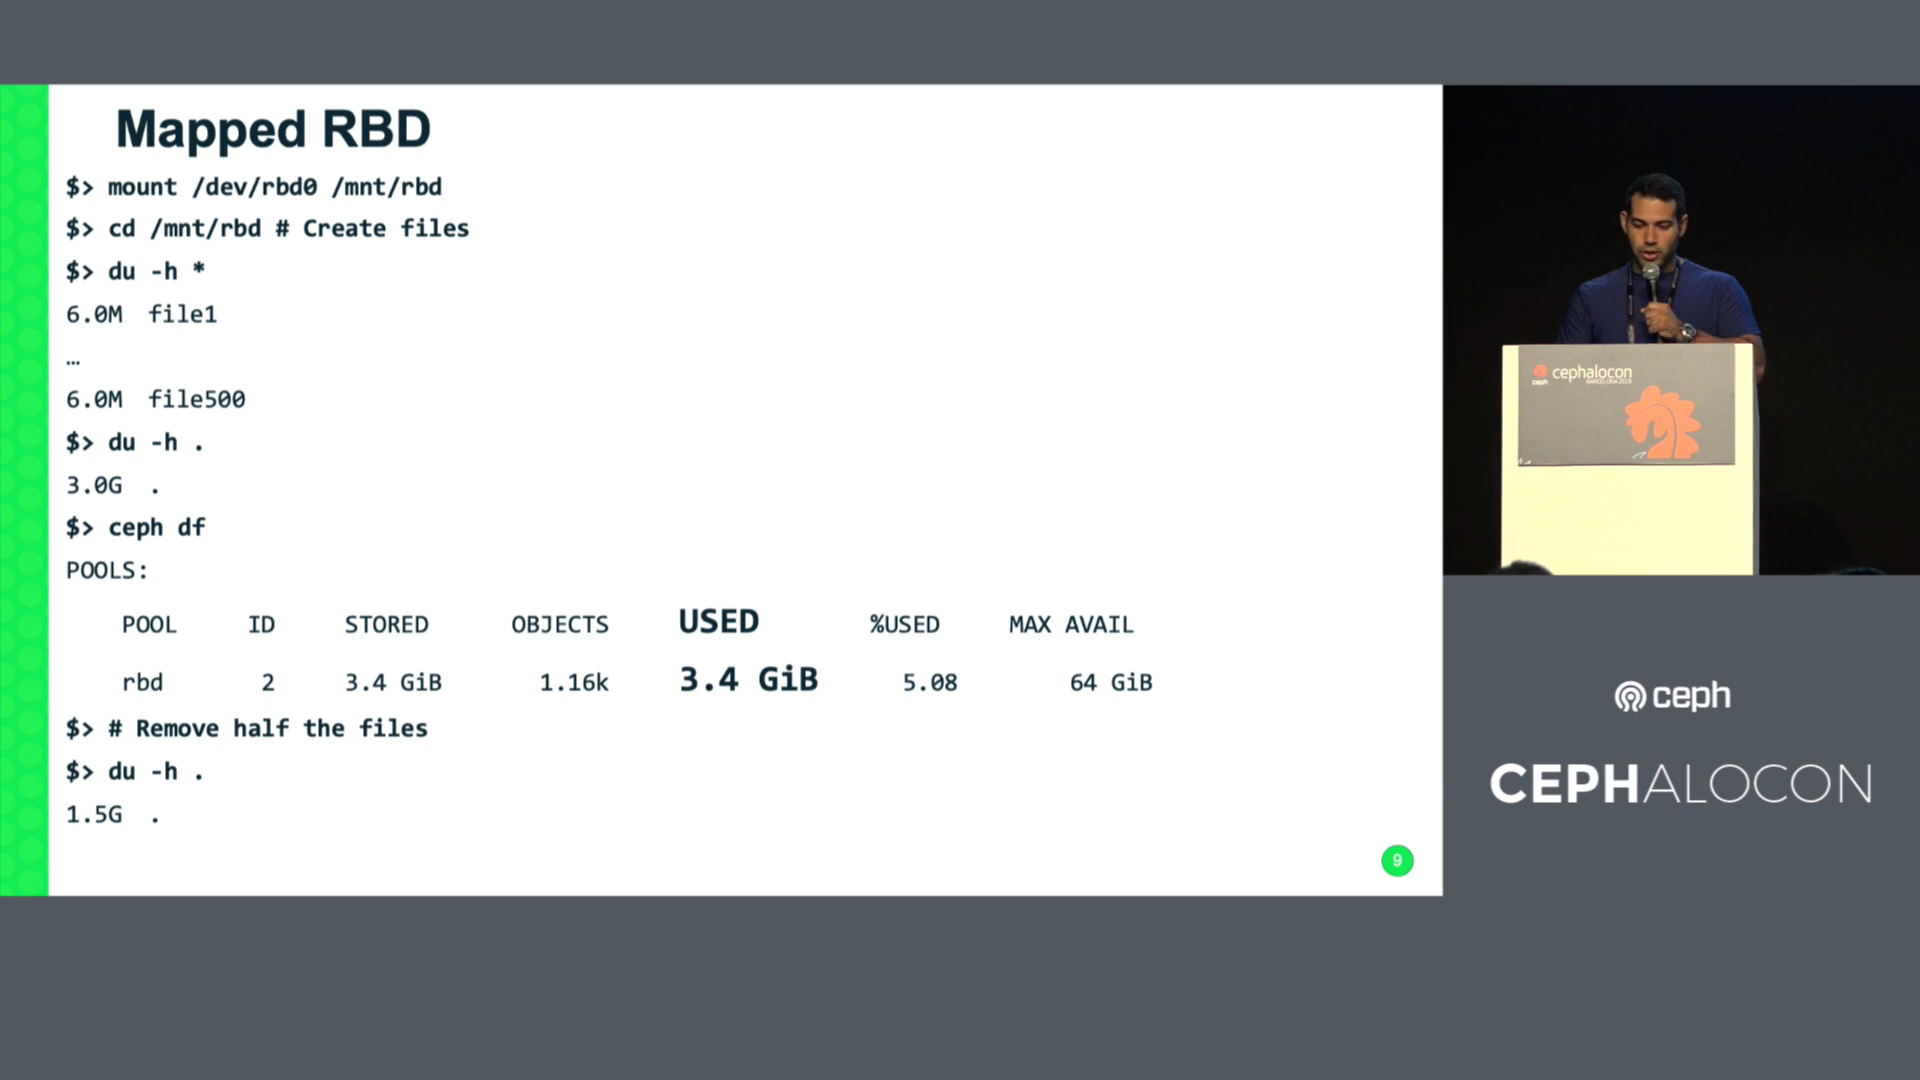 Mapped RBD
$> mount /dev/rbd0 /mnt/rbd
$> cd /mnt/rbd # Create files
$> du -h *
6.0M file1
…
6.0M file500
$> du -h .
3.0G .
$> ceph df
POOLS:
POOL ID STORED OBJECTS USED %USED MAX AVAIL
rbd 2 3.4 GiB 1.16k 3.4 GiB 5.08 64 GiB
$> # Remove half the files
$> du -h .
1.5G .
9
cephalocon
ceph
BARCELONA 2019
ceph
CEPHALOCON